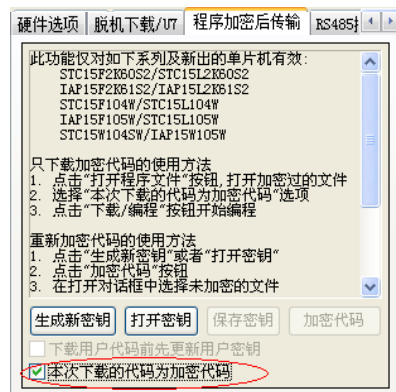 硬件选项 脱机下载/U7 程序加密后传输 RS485
此功能仅对如下系列及新出的单片机有效:
STC15F2K60S2/STC15L2K60S2
IAP15F2K61S2/IAP15L2K61S2
STC15F104W/STC15L104W
IAP15F105W/STC15L105W
STC15W104SW/IAP15W105W
只下载加密代码的使用方法
1. 点击"打开程序文件"按钮,打开加密过的文件
2. 选择"本次下载的代码为加密代码"选项
3. 点击"下载/编程"按钮开始编程
重新加密代码的使用方法
1. 点击"生成新密钥"或者"打开密钥"
2. 点击"加密代码"按钮
3. 在打开对话框中选择未加密的文件
生成新密钥 打开密钥 保存密钥 加密代码
下载用户代码前先更新用户密钥
本次下载的代码为加密代码